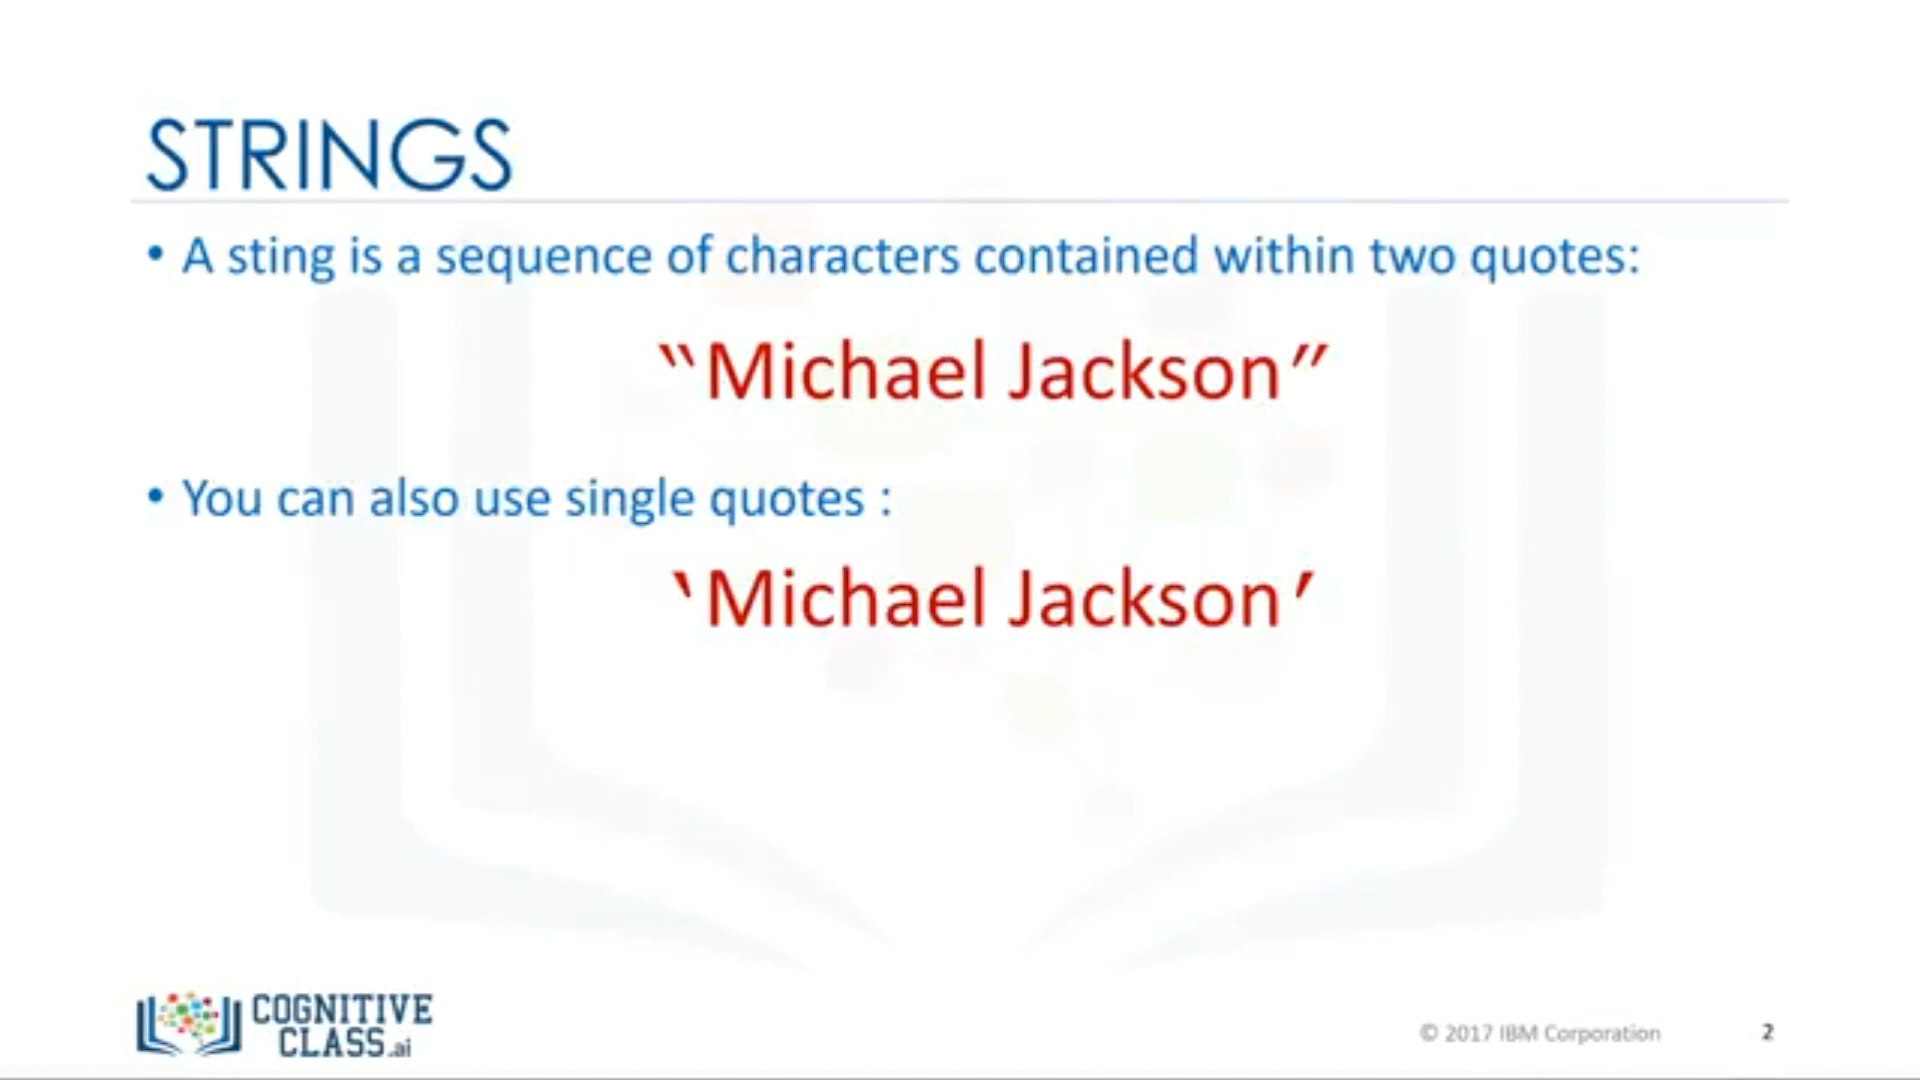 STRINGS
• A sting is a sequence of characters contained within two quotes:
‶Michael Jackson″
• You can also use single quotes :
‵Michael Jackson′
COGNITIVE
CLASS.ai
© 2017 IBM Corporation 2